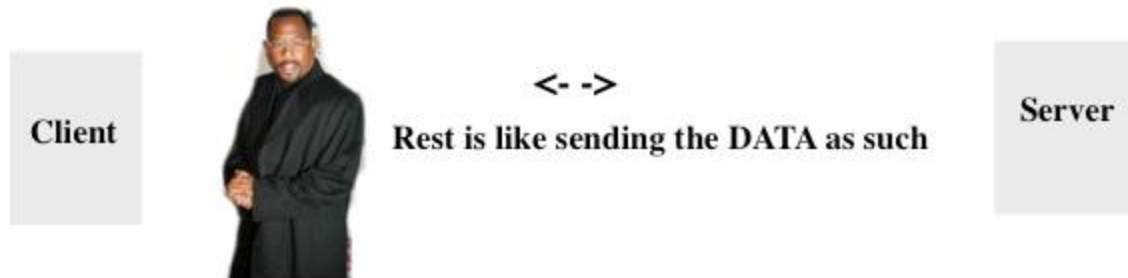 Client
<- ->
Rest is like sending the DATA as such
Server